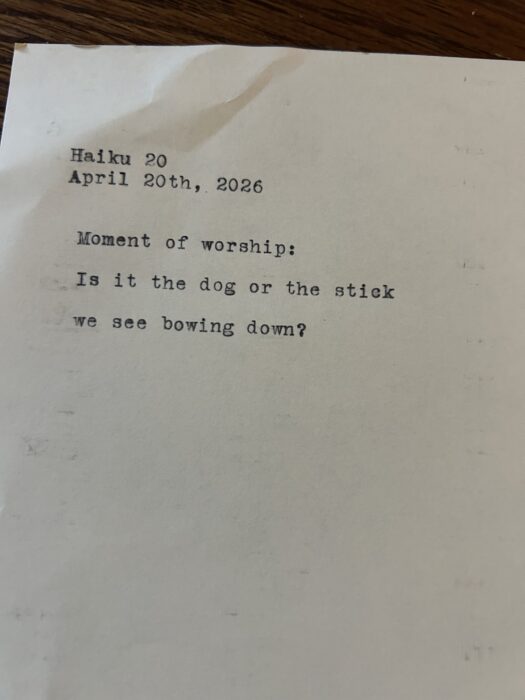 Haiku 20
April 20th, 2026
Moment of worship:
Is it the dog or the stick
we see bowing down?